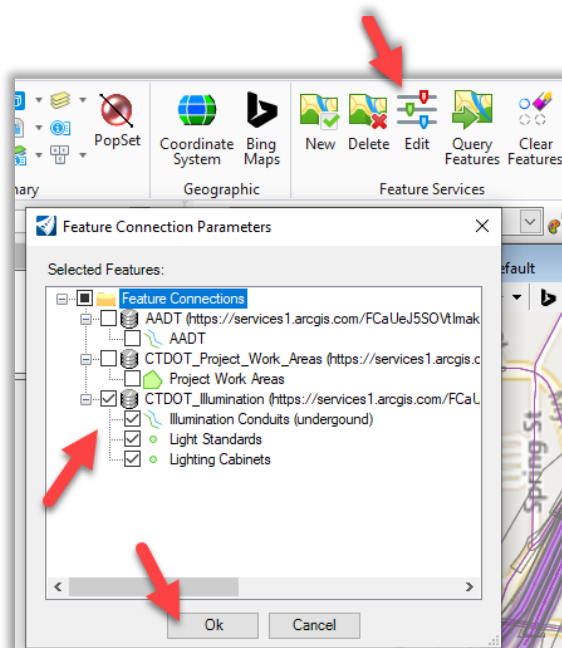 PopSet
Coordinate System
Bing Maps
New
Delete
Edit
Query Features
Clear Features
nary
Geographic
Feature Services
Feature Connection Parameters
efault
Selected Features:
Feature Connections
AADT (https://services1.arcgis.com/FCaUeJ5SOVtImak
AADT
CTDOT_Project_Work_Areas (https://services1.arcgis.c
Project Work Areas
CTDOT_Illumination (https://services1.arcgis.com/FCaU
Illumination Conduits (undergound)
Light Standards
Lighting Cabinets
Spring St
Ok
Cancel